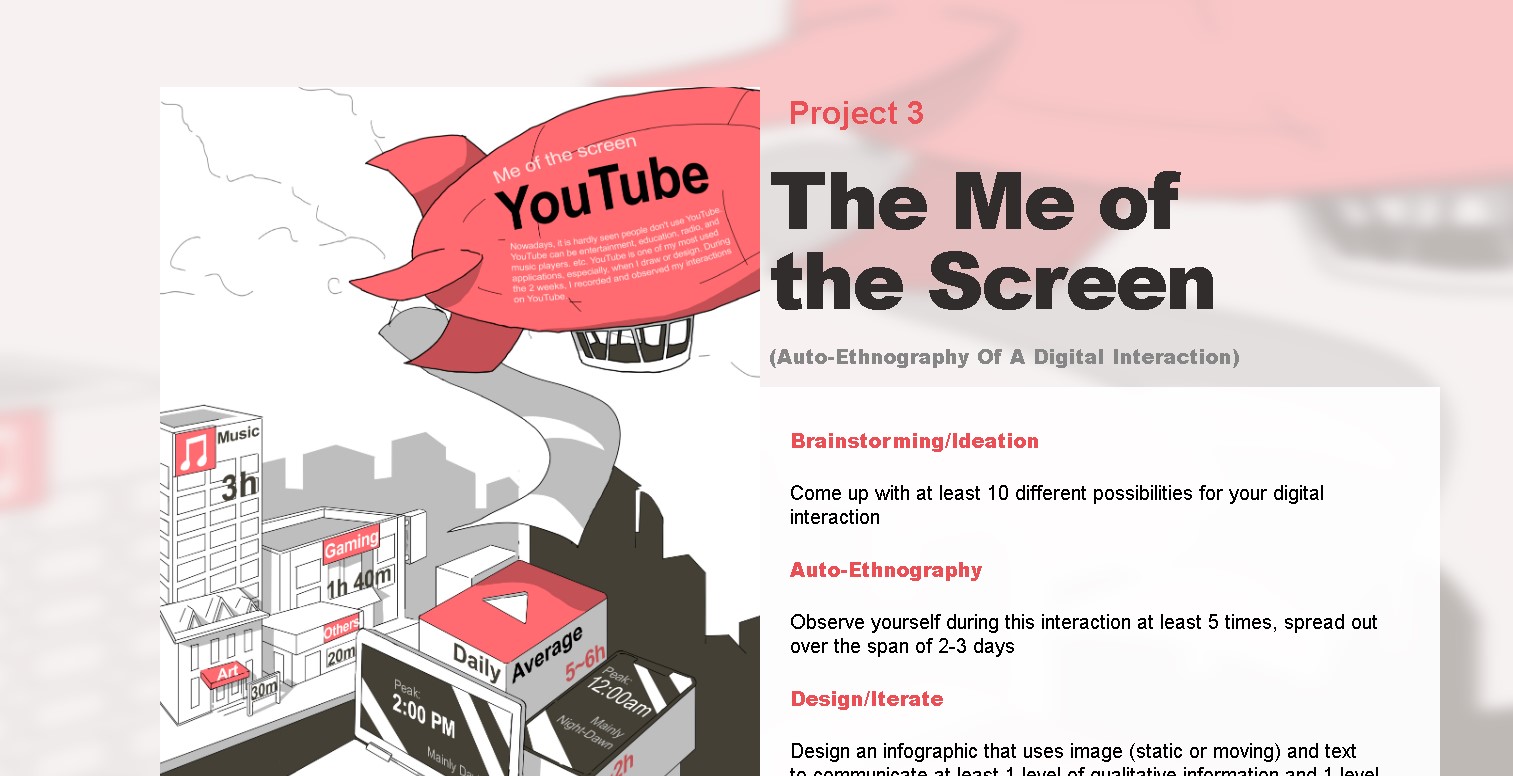 Project 3
The Me of
the Screen
(Auto-Ethnography Of A Digital Interaction)
Me of the screen
YouTube
Nowadays, it is hardly seen people don't use YouTube.
YouTube can be entertainment, education, radio, and
music players. etc. YouTube is one of my most used
applications, especially, when I draw or design. During
the 2 weeks. I recorded and observed my interactions
on YouTube.
Music
3h
Gaming
1h 40m
Others
20m
Art
30m
Daily Average
5~6h
Peak:
2:00 PM
Mainly
Peak:
12:00am
Mainly
Night-Dawn
2h
Brainstorming/Ideation
Come up with at least 10 different possibilities for your digital
interaction
Auto-Ethnography
Observe yourself during this interaction at least 5 times, spread out
over the span of 2-3 days
Design/Iterate
Design an infographic that uses image (static or moving) and text
to communicate at least 1 level of qualitative information and 1 level